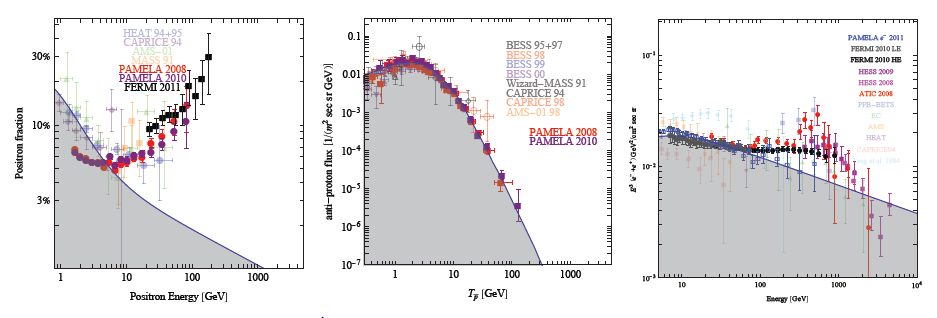 HEAT 94+95
CAPRICE 94
AMS-01
MASS 91
PAMELA 2008
PAMELA 2010
FERMI 2011
30%
10%
3%
Positron fraction
1
10
100
1000
Positron Energy [GeV]
BESS 95+97
BESS 98
BESS 99
BESS 00
Wizard-MASS 91
CAPRICE 94
CAPRICE 98
AMS-01 98
PAMELA 2008
PAMELA 2010
0.1
0.01
10⁻³
10⁻⁴
10⁻⁵
10⁻⁶
10⁻⁷
anti-proton flux [1/m² sec sr GeV]
1
10
100
1000
T_p̄ [GeV]
PAMELA e⁻ 2011
FERMI 2010 LE
FERMI 2010 HE
HESS 2009
HESS 2008
ATIC 2008
PPB-BETS
EC
AMS
HEAT
CAPRICE94
1984
10⁻¹
10⁻²
10⁻³
10
100
1000
10⁴
Energy [GeV]